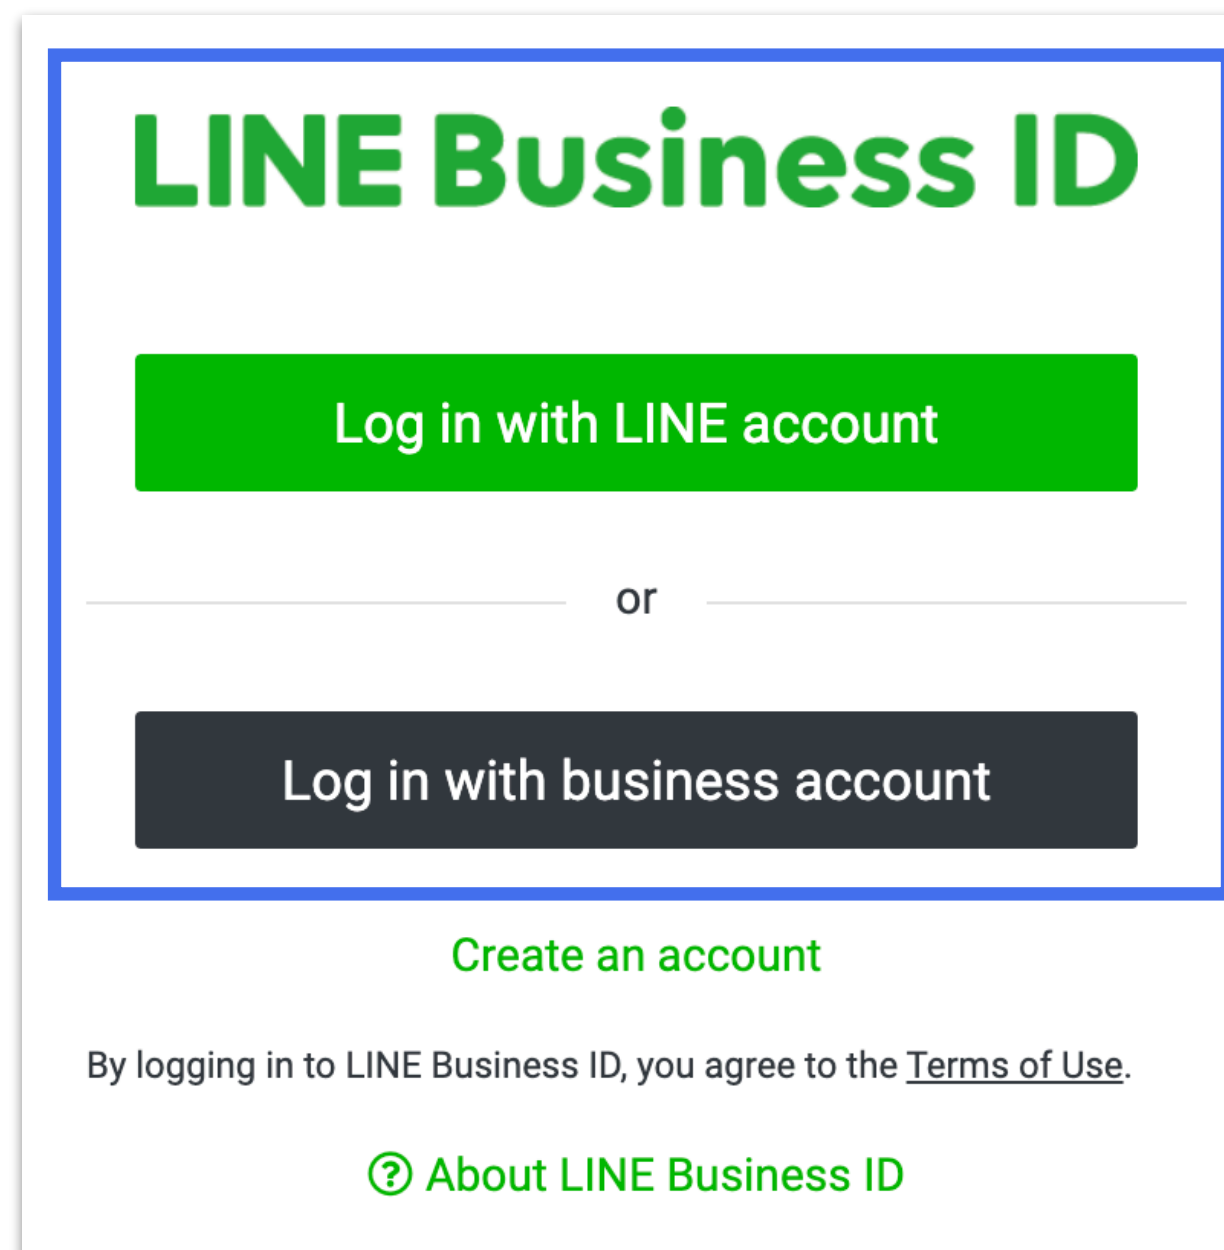 LINE Business ID
Log in with LINE account
or
Log in with business account
Create an account
By logging in to LINE Business ID, you agree to the Terms of Use.
? About LINE Business ID